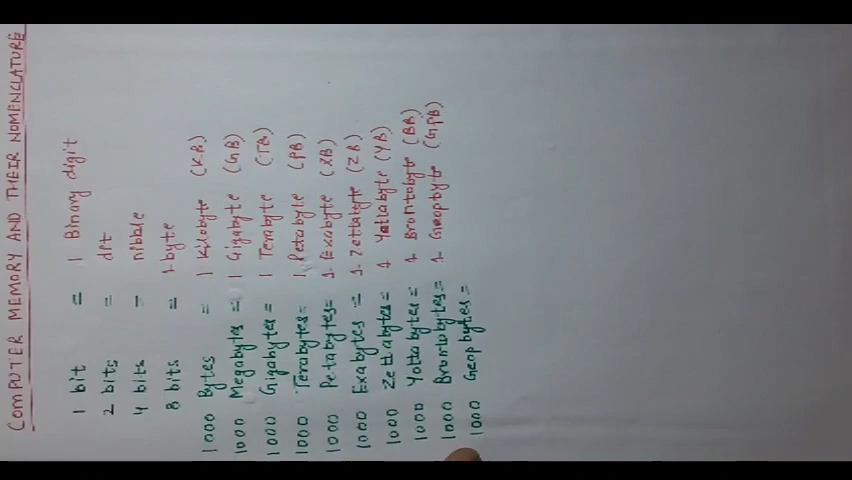 COMPUTER MEMORY AND THEIR NOMENCLATURE
1 bit = 1 Binary digit
2 bits = dit
4 bits = nibble
8 bits = 1 byte
1000 Bytes = 1 Kilobyte (KB)
1000 Megabytes = 1 Gigabyte (GB)
1000 Gigabytes = 1 Terabyte (TB)
1000 Terabytes = 1 Petabyte (PB)
1000 Petabytes = 1 Exabyte (XB)
1000 Exabytes = 1 Zettabyte (ZB)
1000 Zettabytes = 1 Yottabyte (YB)
1000 Yottabytes = 1 Brontobyte (BB)
1000 Brontobytes = 1 Geopbyte (GPB)
1000 Geopbytes =